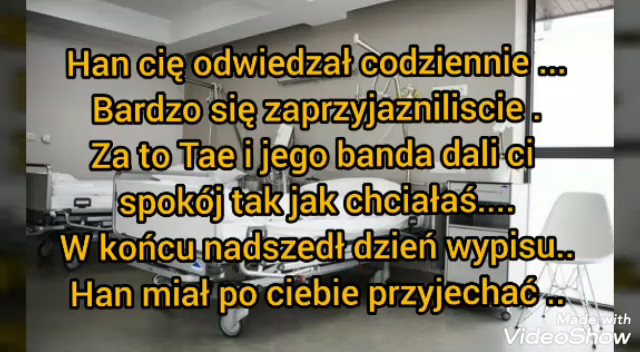 Han cię odwiedzał codziennie ...
Bardzo się zaprzyjazniliscie .
Za to Tae i jego banda dali ci
spokój tak jak chciałaś....
W końcu nadszedł dzień wypisu..
Han miał po ciebie przyjechać ..
Made with
VideoShow